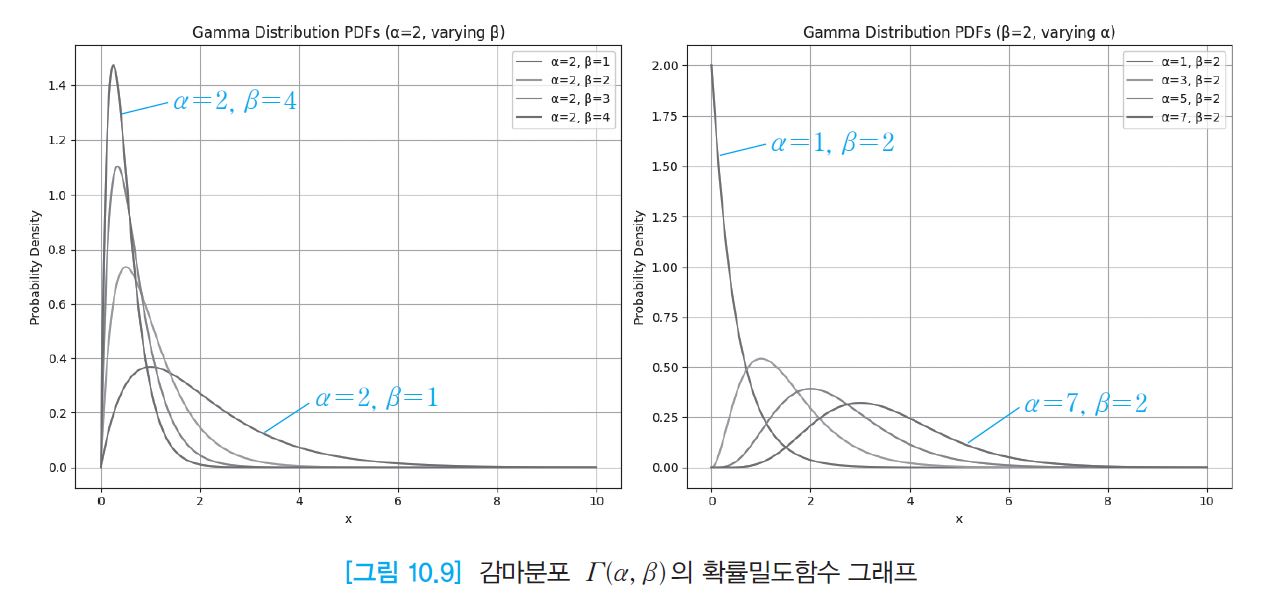 Gamma Distribution PDFs (α=2, varying β)
1.4
1.2
1.0
0.8
0.6
0.4
0.2
0.0
Probability Density
α=2, β=1
α=2, β=2
α=2, β=3
α=2, β=4
α=2, β=4
α=2, β=1
0 2 4 6 8 10
x
Gamma Distribution PDFs (β=2, varying α)
2.00
1.75
1.50
1.25
1.00
0.75
0.50
0.25
0.00
Probability Density
α=1, β=2
α=3, β=2
α=5, β=2
α=7, β=2
α=1, β=2
α=7, β=2
0 2 4 6 8 10
x
[그림 10.9] 감마분포 Γ(α, β)의 확률밀도함수 그래프